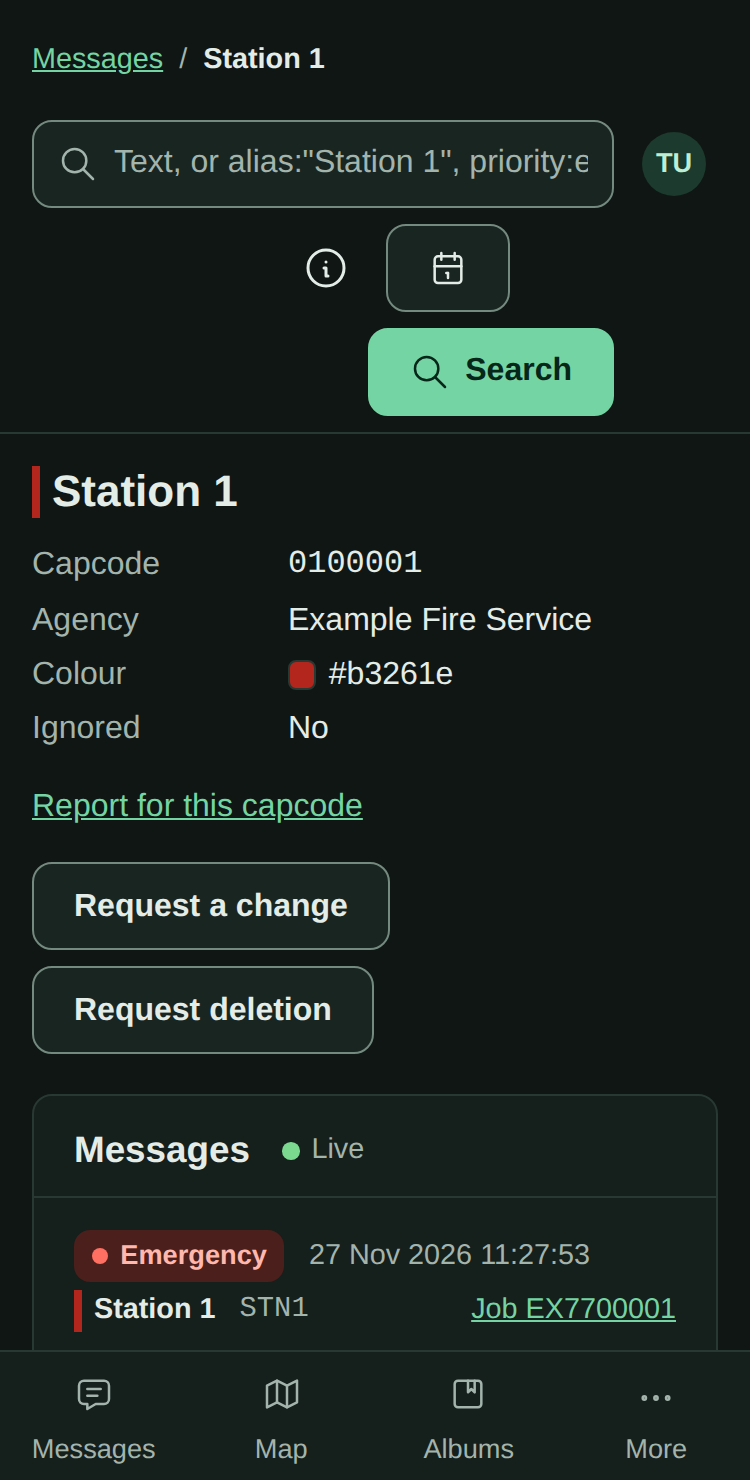 Messages / Station 1
Text, or alias:"Station 1", priority:e
TU
Search
Station 1
Capcode 0100001
Agency Example Fire Service
Colour #b3261e
Ignored No
Report for this capcode
Request a change
Request deletion
Messages Live
Emergency 27 Nov 2026 11:27:53
Station 1 STN1 Job EX7700001
Messages Map Albums More